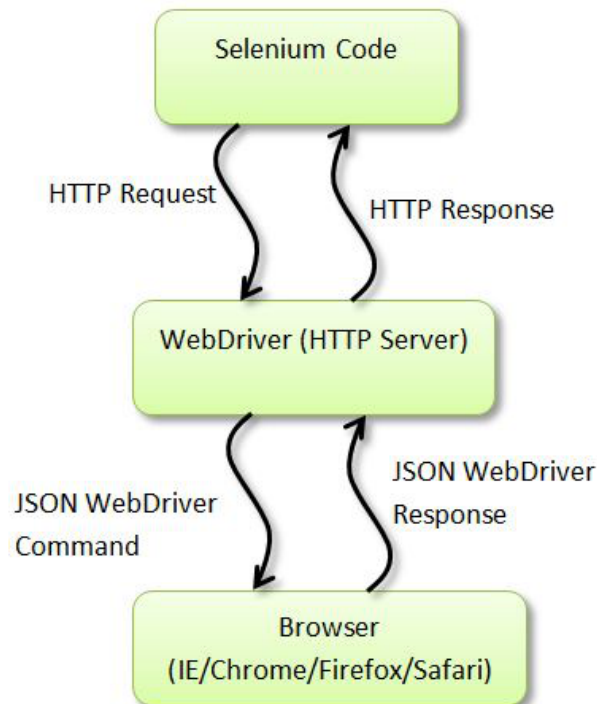 Selenium Code
HTTP Request
HTTP Response
WebDriver (HTTP Server)
JSON WebDriver
Command
JSON WebDriver
Response
Browser
(IE/Chrome/Firefox/Safari)